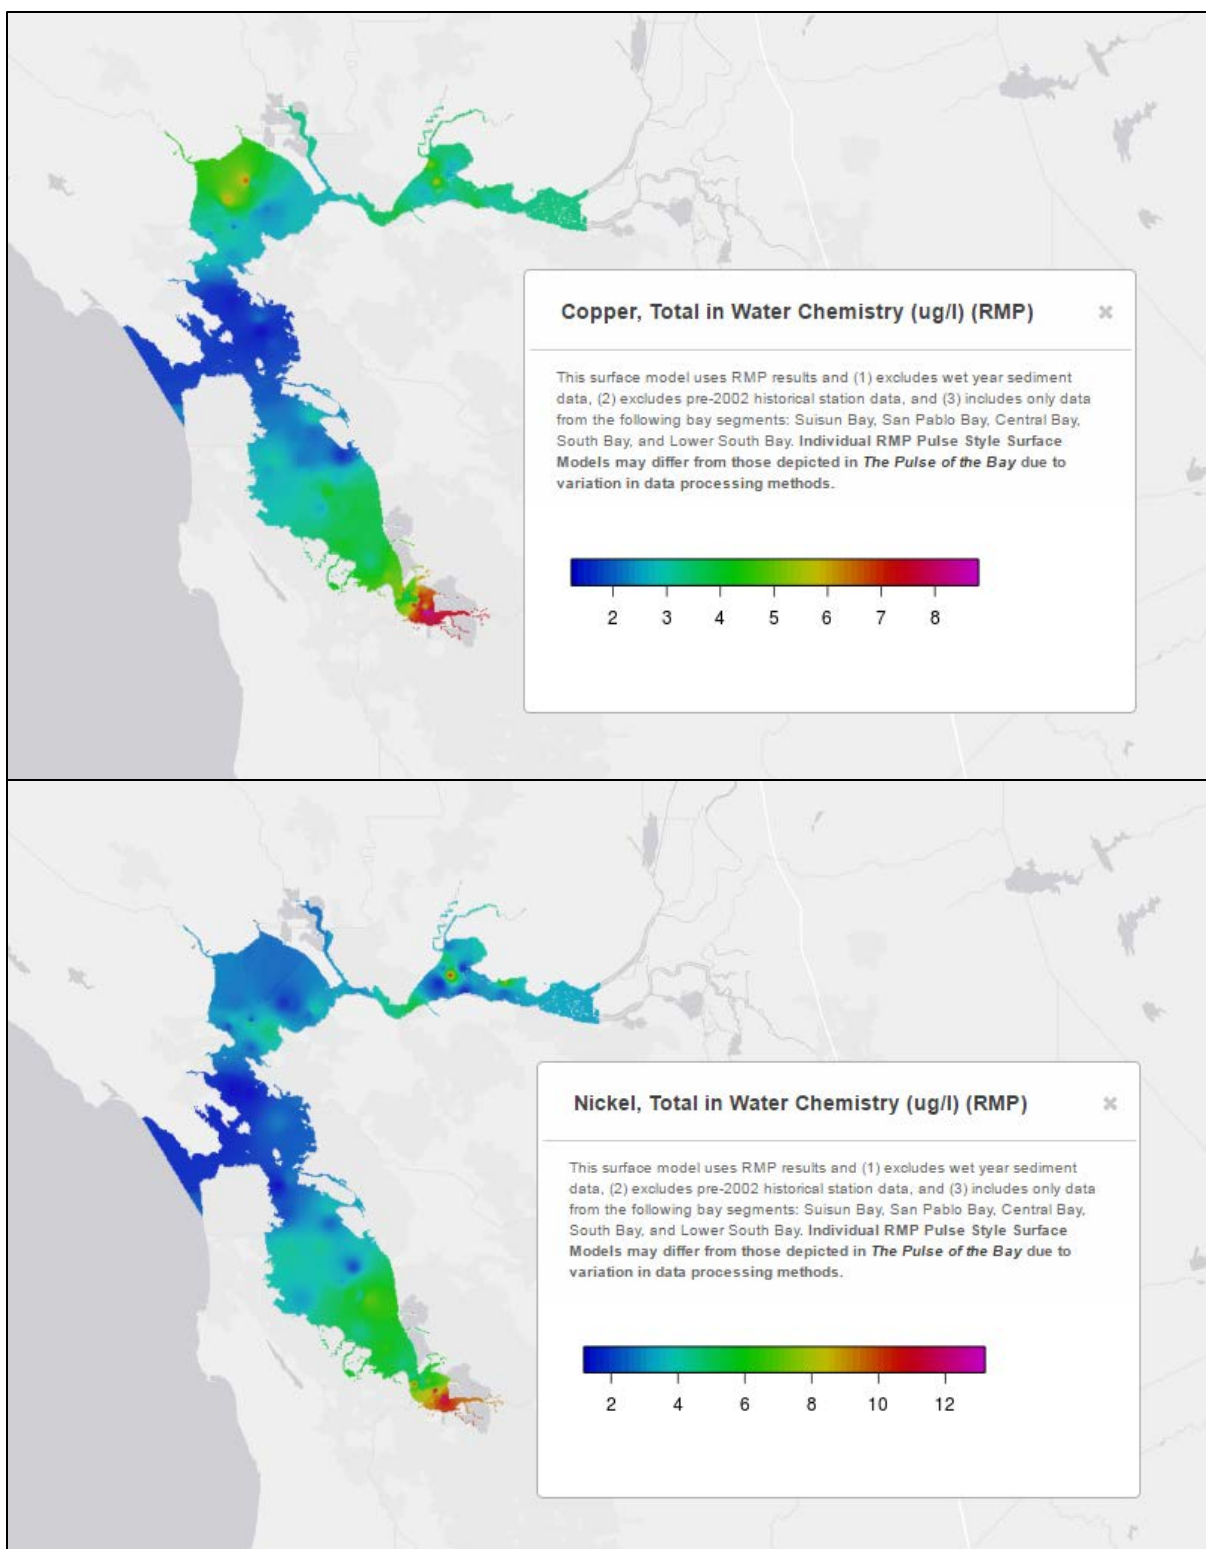 Copper, Total in Water Chemistry (ug/l) (RMP)
This surface model uses RMP results and (1) excludes wet year sediment
data, (2) excludes pre-2002 historical station data, and (3) includes only data
from the following bay segments: Suisun Bay, San Pablo Bay, Central Bay,
South Bay, and Lower South Bay. Individual RMP Pulse Style Surface
Models may differ from those depicted in The Pulse of the Bay due to
variation in data processing methods.
2 3 4 5 6 7 8
Nickel, Total in Water Chemistry (ug/l) (RMP)
This surface model uses RMP results and (1) excludes wet year sediment
data, (2) excludes pre-2002 historical station data, and (3) includes only data
from the following bay segments: Suisun Bay, San Pablo Bay, Central Bay,
South Bay, and Lower South Bay. Individual RMP Pulse Style Surface
Models may differ from those depicted in The Pulse of the Bay due to
variation in data processing methods.
2 4 6 8 10 12